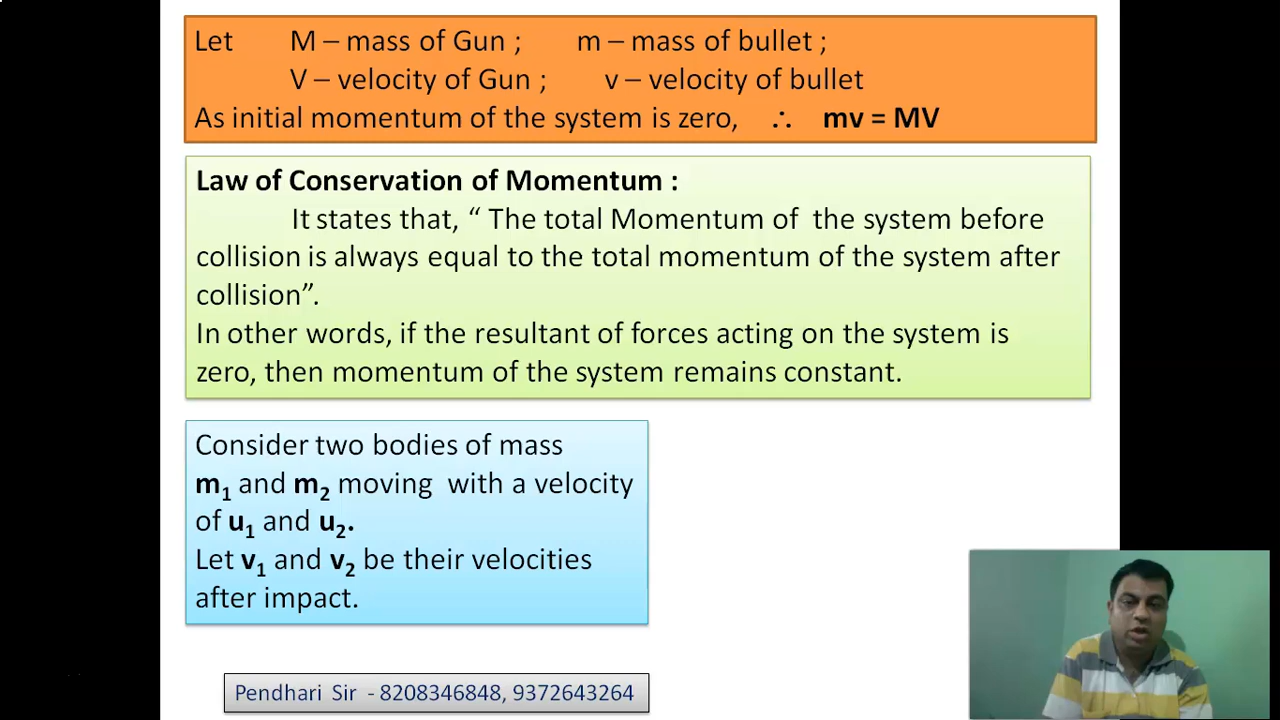 Let M – mass of Gun ; m – mass of bullet ;
V – velocity of Gun ; v – velocity of bullet
As initial momentum of the system is zero, ∴ mv = MV
Law of Conservation of Momentum :
It states that, “ The total Momentum of the system before
collision is always equal to the total momentum of the system after
collision”.
In other words, if the resultant of forces acting on the system is
zero, then momentum of the system remains constant.
Consider two bodies of mass
m₁ and m₂ moving with a velocity
of u₁ and u₂.
Let v₁ and v₂ be their velocities
after impact.
Pendhari Sir - 8208346848, 9372643264